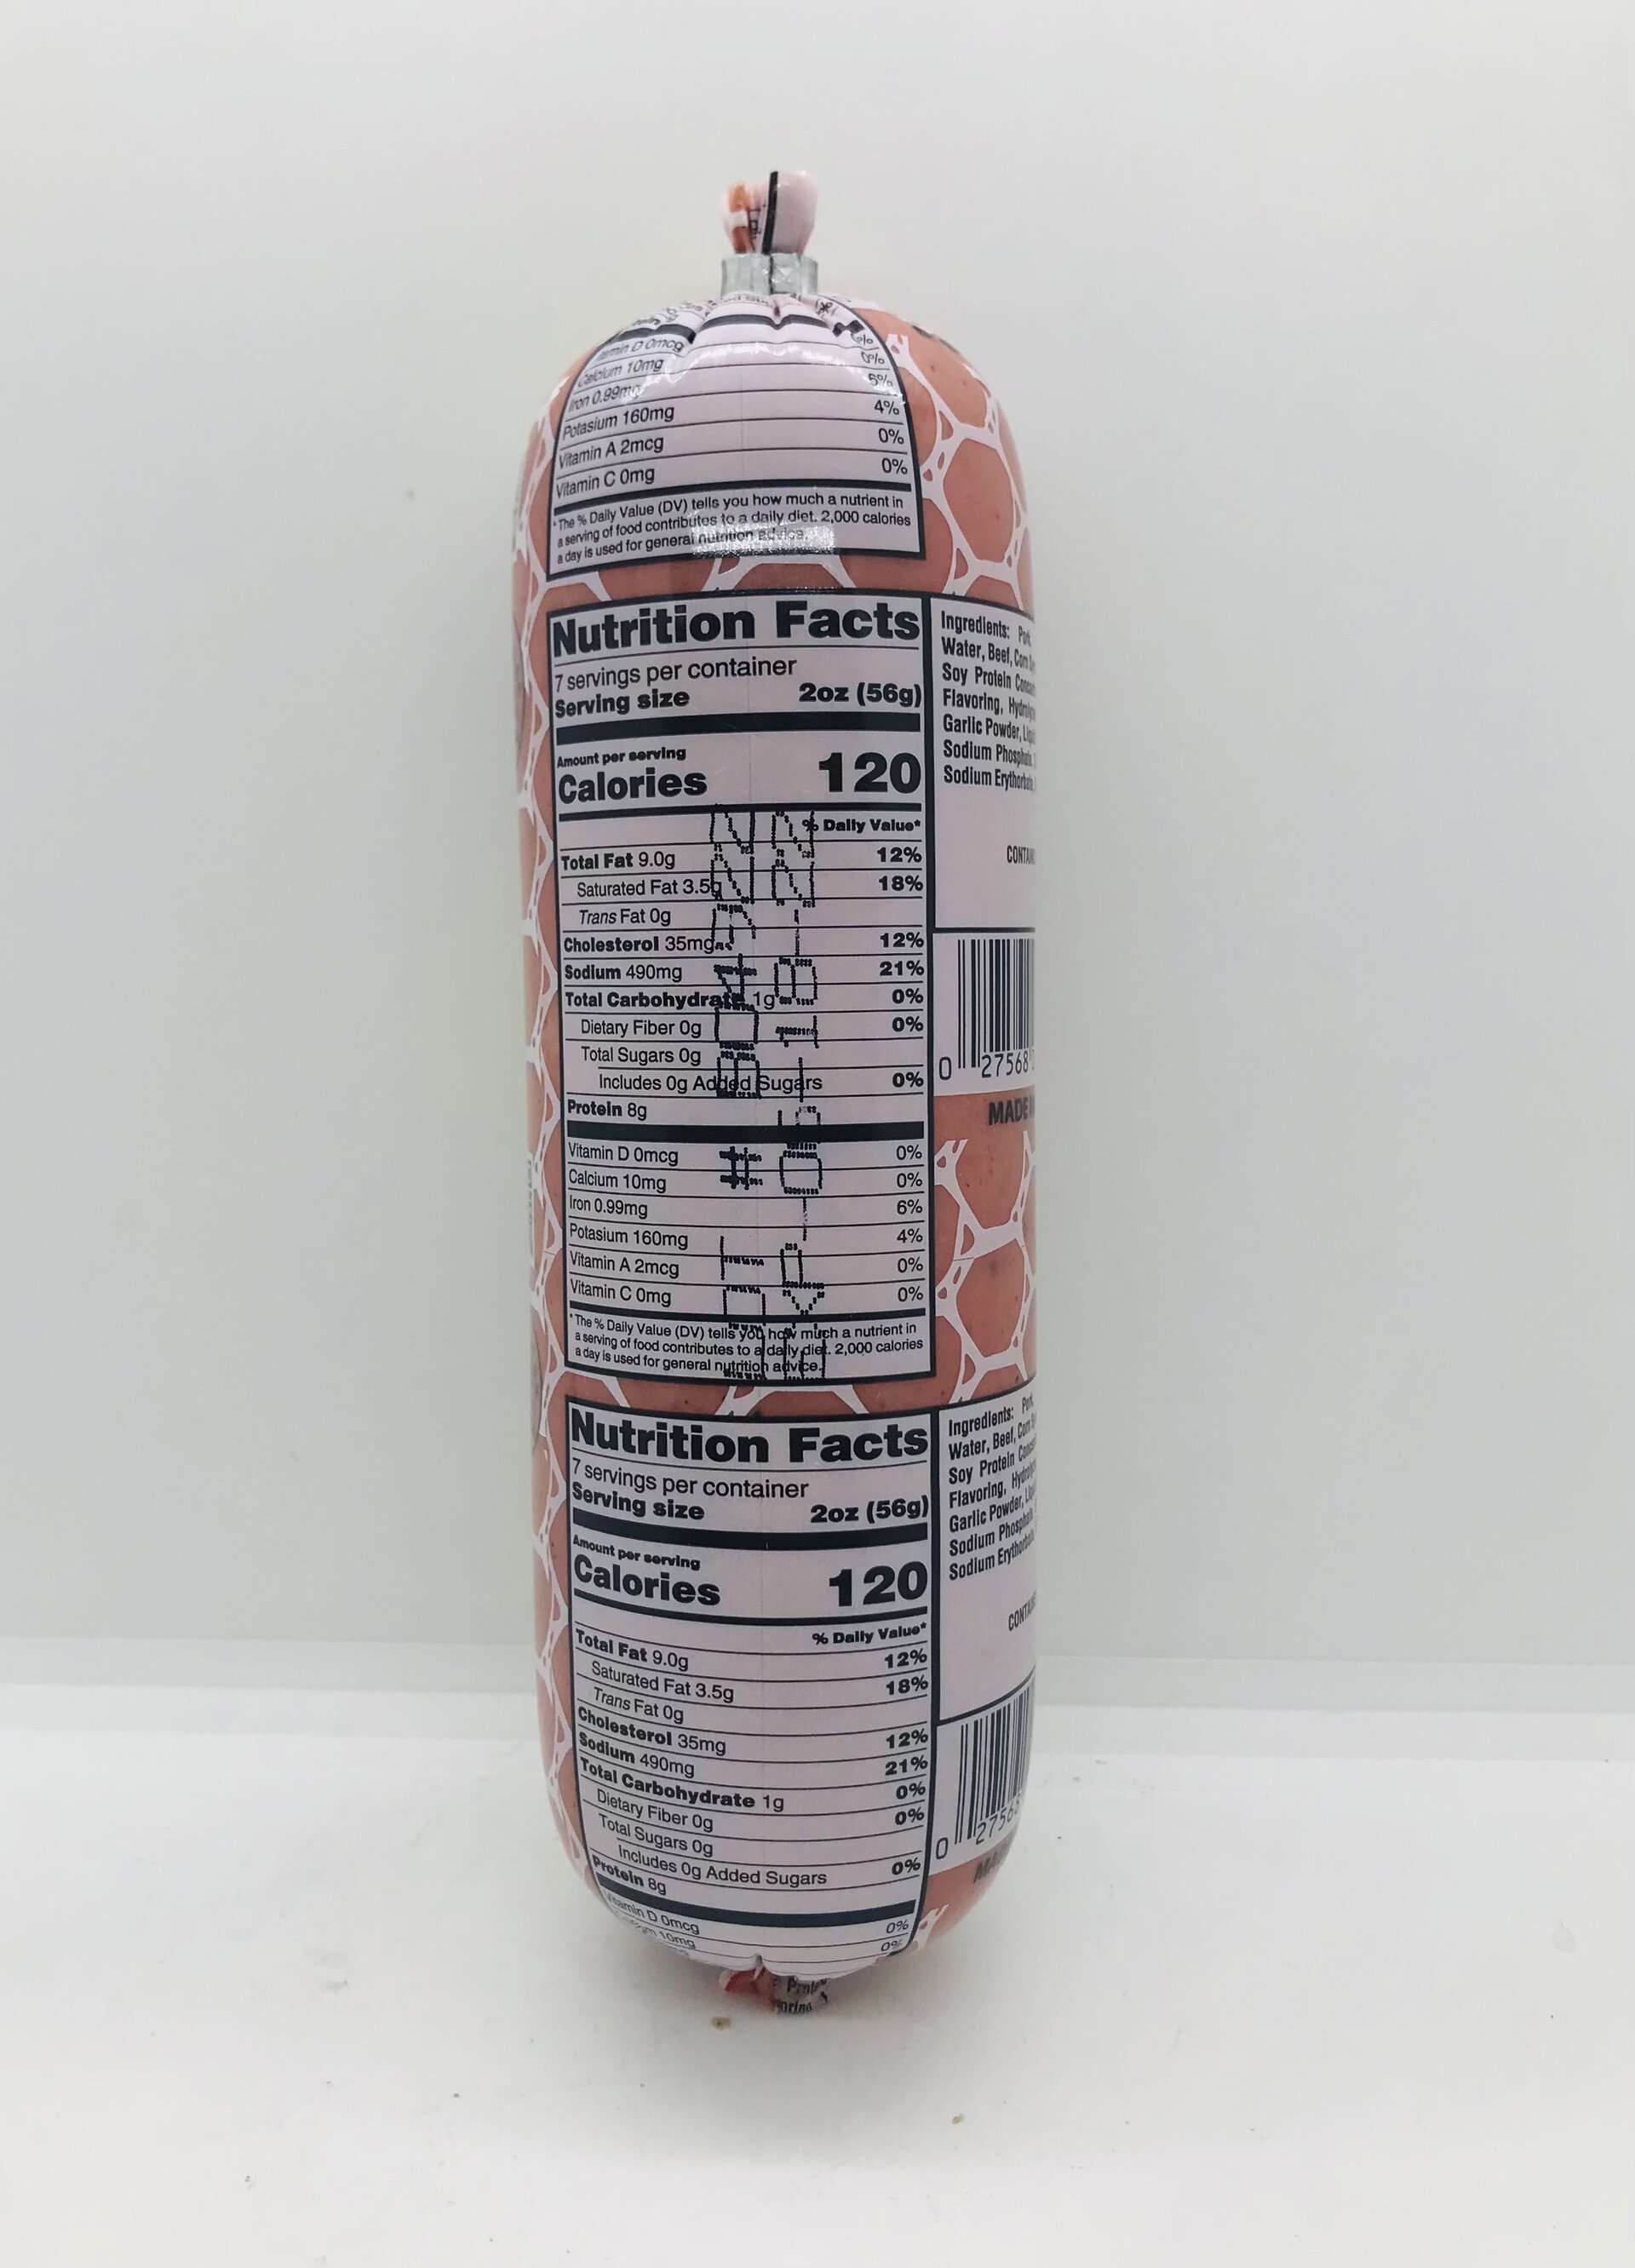 Vitamin D 0mcg 0%
Calcium 10mg 0%
Iron 0.99mg 6%
Potasium 160mg 4%
Vitamin A 2mcg 0%
Vitamin C 0mg 0%
*The % Daily Value (DV) tells you how much a nutrient in
a serving of food contributes to a daily diet. 2,000 calories
a day is used for general nutrition advice.
Nutrition Facts
7 servings per container
Serving size 2oz (56g)
Amount per serving
Calories 120
% Daily Value*
Total Fat 9.0g 12%
Saturated Fat 3.5g 18%
Trans Fat 0g
Cholesterol 35mg 12%
Sodium 490mg 21%
Total Carbohydrate 1g 0%
Dietary Fiber 0g 0%
Total Sugars 0g
Includes 0g Added Sugars 0%
Protein 8g
Vitamin D 0mcg 0%
Calcium 10mg 0%
Iron 0.99mg 6%
Potasium 160mg 4%
Vitamin A 2mcg 0%
Vitamin C 0mg 0%
*The % Daily Value (DV) tells you how much a nutrient in
a serving of food contributes to a daily diet. 2,000 calories
a day is used for general nutrition advice.
Ingredients: Pork,
Water, Beef, Corn
Soy Protein
Flavoring,
Garlic Powder,
Sodium
Sodium
0 27568
MADE
Nutrition Facts
7 servings per container
Serving size 2oz (56g)
Amount per serving
Calories 120
% Daily Value*
Total Fat 9.0g 12%
Saturated Fat 3.5g 18%
Trans Fat 0g
Cholesterol 35mg 12%
Sodium 490mg 21%
Total Carbohydrate 1g 0%
Dietary Fiber 0g 0%
Total Sugars 0g
Includes 0g Added Sugars 0%
Protein 8g
Vitamin D 0mcg 0%
10mg 0%
Ingredients: Pork,
Water, Beef, Corn
Soy Protein
Flavoring,
Garlic Powder,
Sodium
Sodium
0 2756